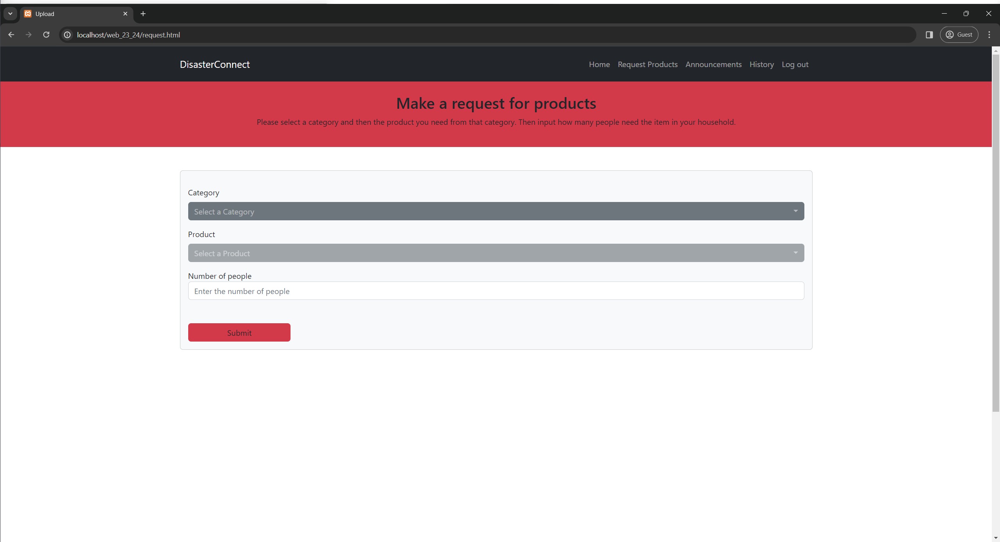 Upload
localhost/web_23_24/request.html
Guest
DisasterConnect
Home Request Products Announcements History Log out
Make a request for products
Please select a category and then the product you need from that category. Then input how many people need the item in your household.
Category
Select a Category
Product
Select a Product
Number of people
Enter the number of people
Submit